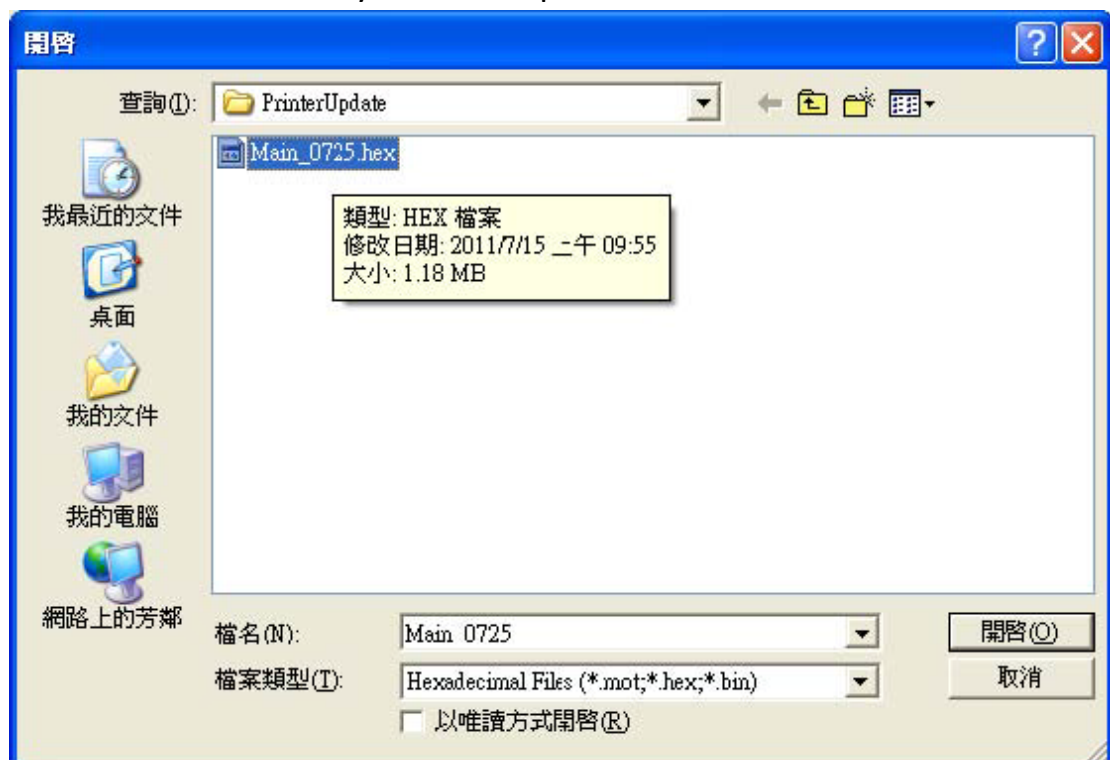 開啓
查詢(I): PrinterUpdate
Main_0725.hex
類型: HEX 檔案
修改日期: 2011/7/15 上午 09:55
大小: 1.18 MB
我最近的文件
桌面
我的文件
我的電腦
網路上的芳鄰
檔名(N): Main_0725 開啓(O)
檔案類型(T): Hexadecimal Files (*.mot;*.hex;*.bin) 取消
以唯讀方式開啓(R)